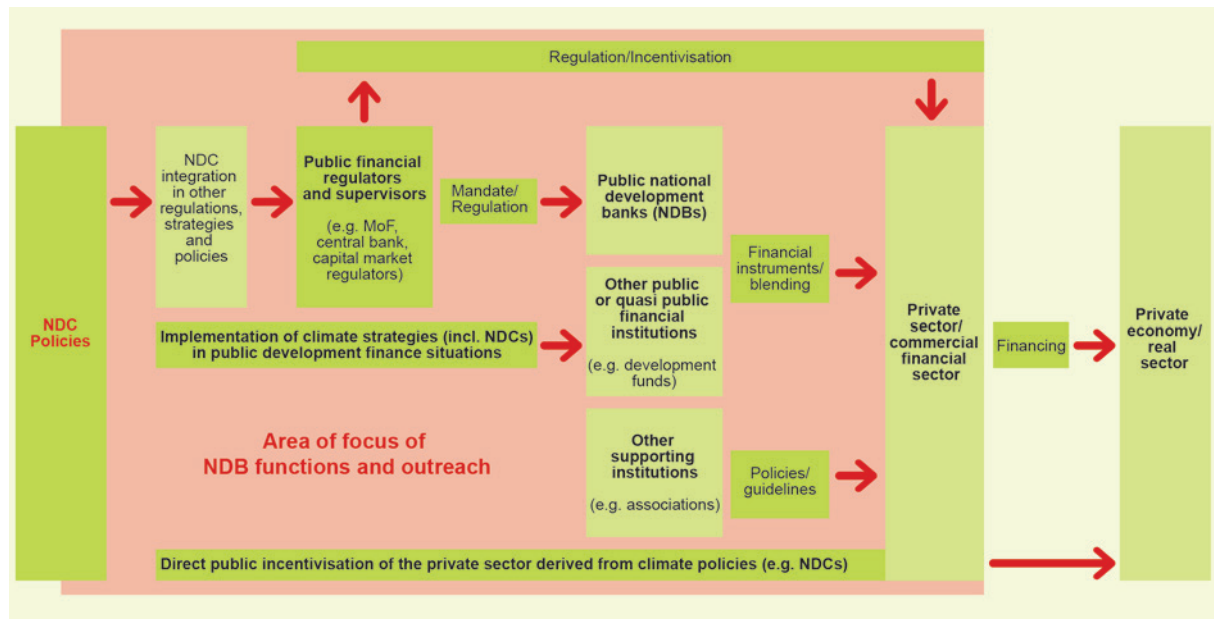 Regulation/Incentivisation
NDC
Policies
NDC
integration
in other
regulations,
strategies
and
policies
Public financial
regulators
and supervisors
(e.g. MoF,
central bank,
capital market
regulators)
Mandate/
Regulation
Public national
development
banks (NDBs)
Financial
instruments/
blending
Other public
or quasi public
financial
institutions
(e.g. development
funds)
Implementation of climate strategies (incl. NDCs)
in public development finance situations
Private
sector/
commercial
financial
sector
Financing
Private
economy/
real
sector
Area of focus of
NDB functions and outreach
Other
supporting
institutions
(e.g. associations)
Policies/
guidelines
Direct public incentivisation of the private sector derived from climate policies (e.g. NDCs)